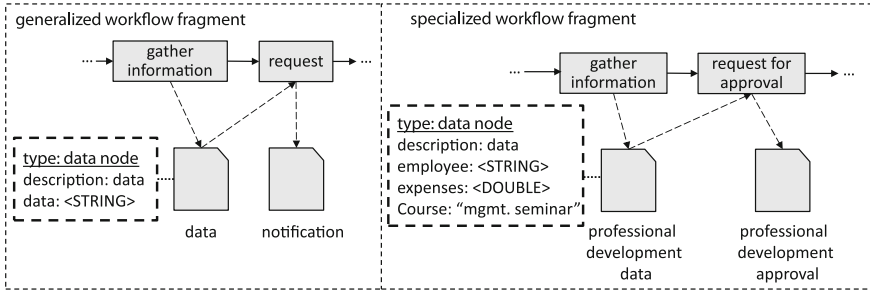 generalized workflow fragment
... gather information request ...
type: data node
description: data
data: <STRING>
data
notification
specialized workflow fragment
... gather information request for approval ...
type: data node
description: data
employee: <STRING>
expenses: <DOUBLE>
Course: “mgmt. seminar”
professional
development
data
professional
development
approval